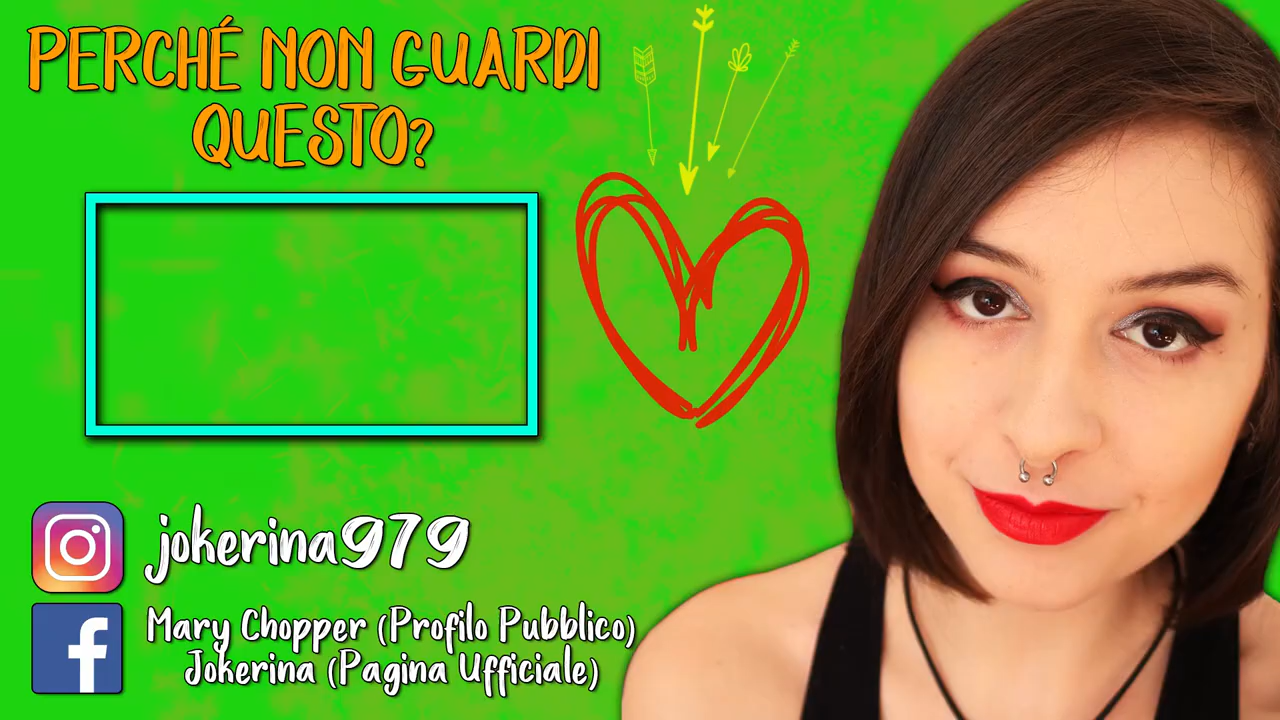 PERCHÉ NON GUARDI
QUESTO?
jokerina979
Mary Chopper (Profilo Pubblico)
Jokerina (Pagina Ufficiale)